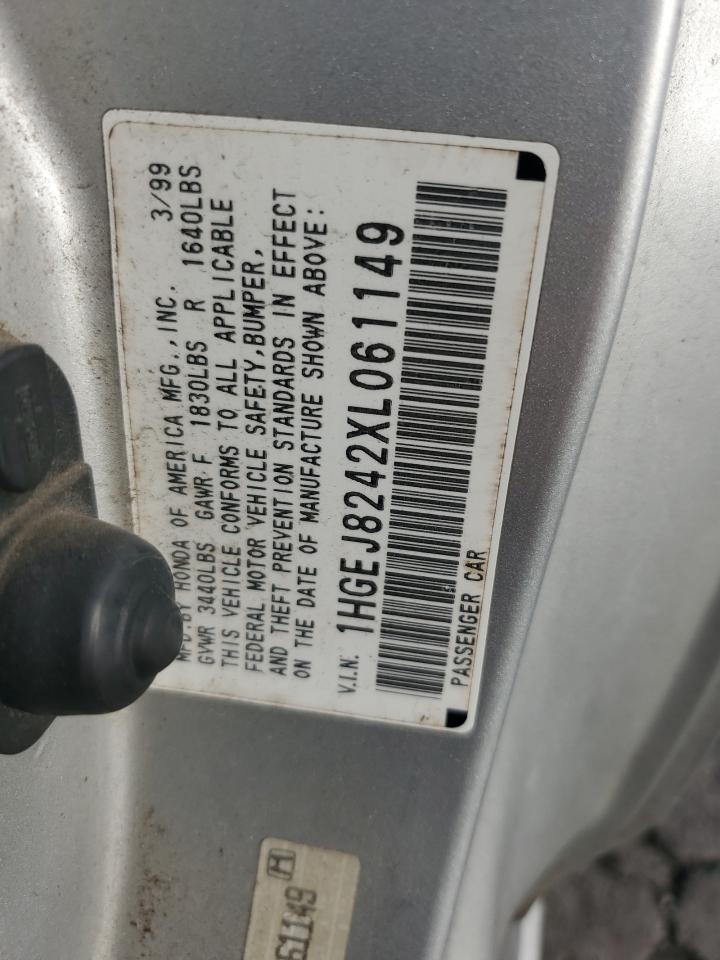 MFD.BY HONDA OF AMERICA MFG.,INC. 3/99
GVWR 3440LBS GAWR F 1830LBS R 1640LBS
THIS VEHICLE CONFORMS TO ALL APPLICABLE
FEDERAL MOTOR VEHICLE SAFETY,BUMPER,
AND THEFT PREVENTION STANDARDS IN EFFECT
ON THE DATE OF MANUFACTURE SHOWN ABOVE:
V.I.N. 1HGEJ8242XL061149
PASSENGER CAR
61149